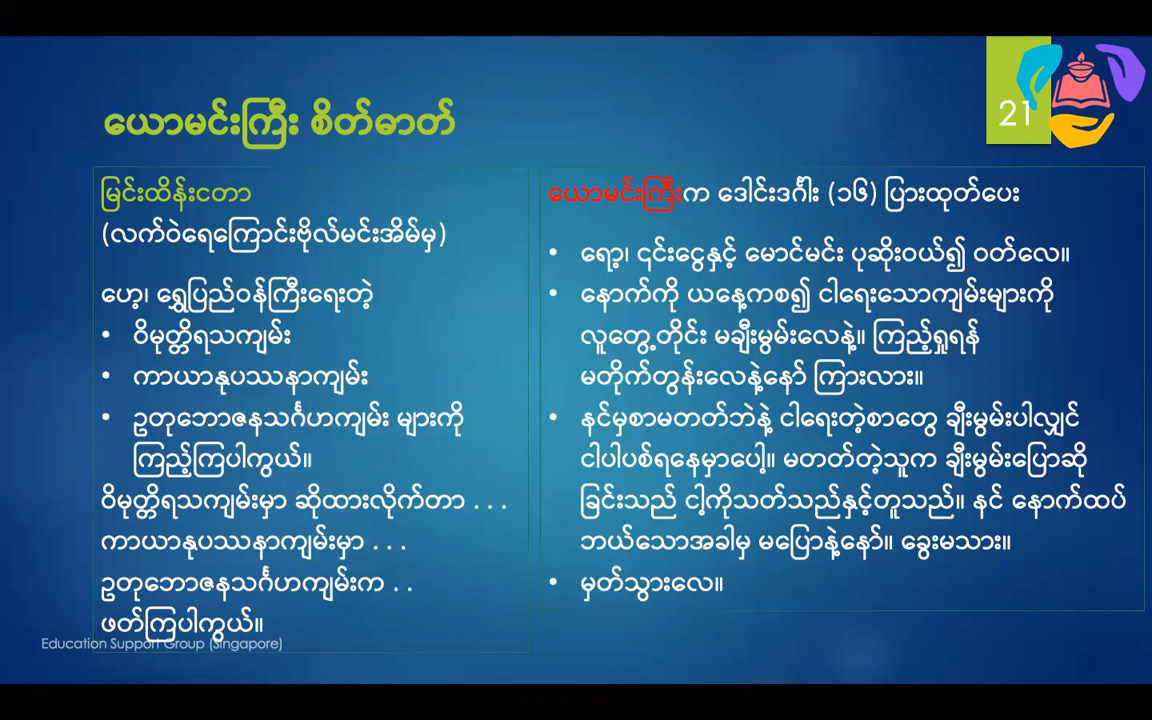 21
ယောမင်းကြီး စိတ်ဓာတ်
မြင်းထိန်းငတာ
(လက်ဝဲရေကြောင်းဗိုလ်မင်းအိမ်မှ)
ဟေ့၊ ရွှေပြည်ဝန်ကြီးရေးတဲ့
• ဝိမုတ္တိရသကျမ်း
• ကာယာနုပဿနာကျမ်း
• ဥတုဘောဇနသင်္ဂဟကျမ်း များကို
ကြည့်ကြပါကွယ်။
ဝိမုတ္တိရသကျမ်းမှာ ဆိုထားလိုက်တာ . . .
ကာယာနုပဿနာကျမ်းမှာ . . .
ဥတုဘောဇနသင်္ဂဟကျမ်းက . .
ဖတ်ကြပါကွယ်။
ယောမင်းကြီးက ဒေါင်းဒင်္ဂါး (၁၆) ပြားထုတ်ပေး
• ရော့၊ ၎င်းငွေနှင့် မောင်မင်း ပုဆိုးဝယ်၍ ဝတ်လေ။
• နောက်ကို ယနေ့ကစ၍ ငါရေးသောကျမ်းများကို
လူတွေ့တိုင်း မချီးမွမ်းလေနဲ့။ ကြည့်ရှုရန်
မတိုက်တွန်းလေနဲ့နော် ကြားလား။
• နင်မှစာမတတ်ဘဲနဲ့ ငါရေးတဲ့စာတွေ ချီးမွမ်းပါလျှင်
ငါပါပစ်ရနေမှာပေါ့။ မတတ်တဲ့သူက ချီးမွမ်းပြောဆို
ခြင်းသည် ငါ့ကိုသတ်သည်နှင့်တူသည်။ နင် နောက်ထပ်
ဘယ်သောအခါမှ မပြောနဲ့နော်။ ခွေးမသား။
• မှတ်သွားလေ။
Education Support Group (Singapore)